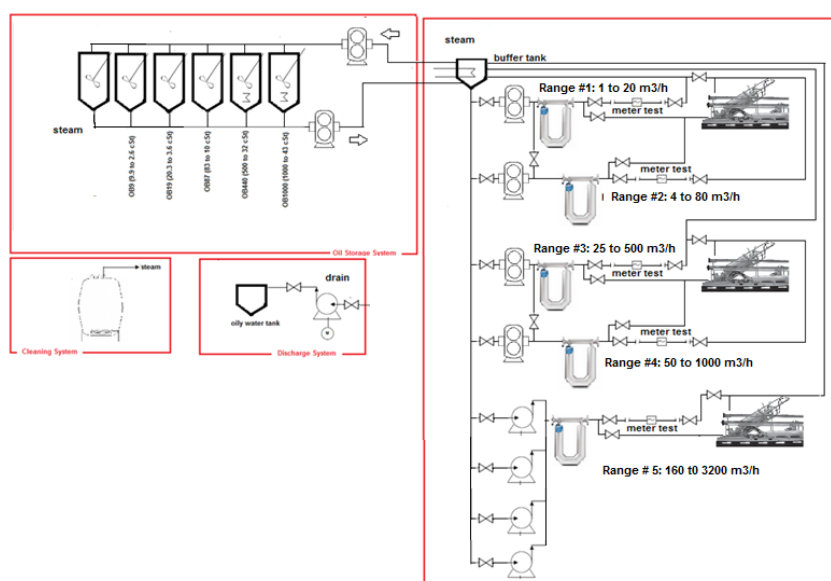 steam
buffer tank
Range #1: 1 to 20 m3/h
meter test
Range #2: 4 to 80 m3/h
meter test
Range #3: 25 to 500 m3/h
meter test
meter test
Range #4: 50 to 1000 m3/h
meter test
Range # 5: 160 t0 3200 m3/h
steam
OB9 (9.9 to 2.6 cSt)
OB19 (20.3 to 3.6 cSt)
OB87 (83 to 10 cSt)
OB440 (500 to 32 cSt)
OB1000 (1000 to 43 cSt)
Oil Storage System
steam
Cleaning System
drain
oily water tank
M
Discharge System